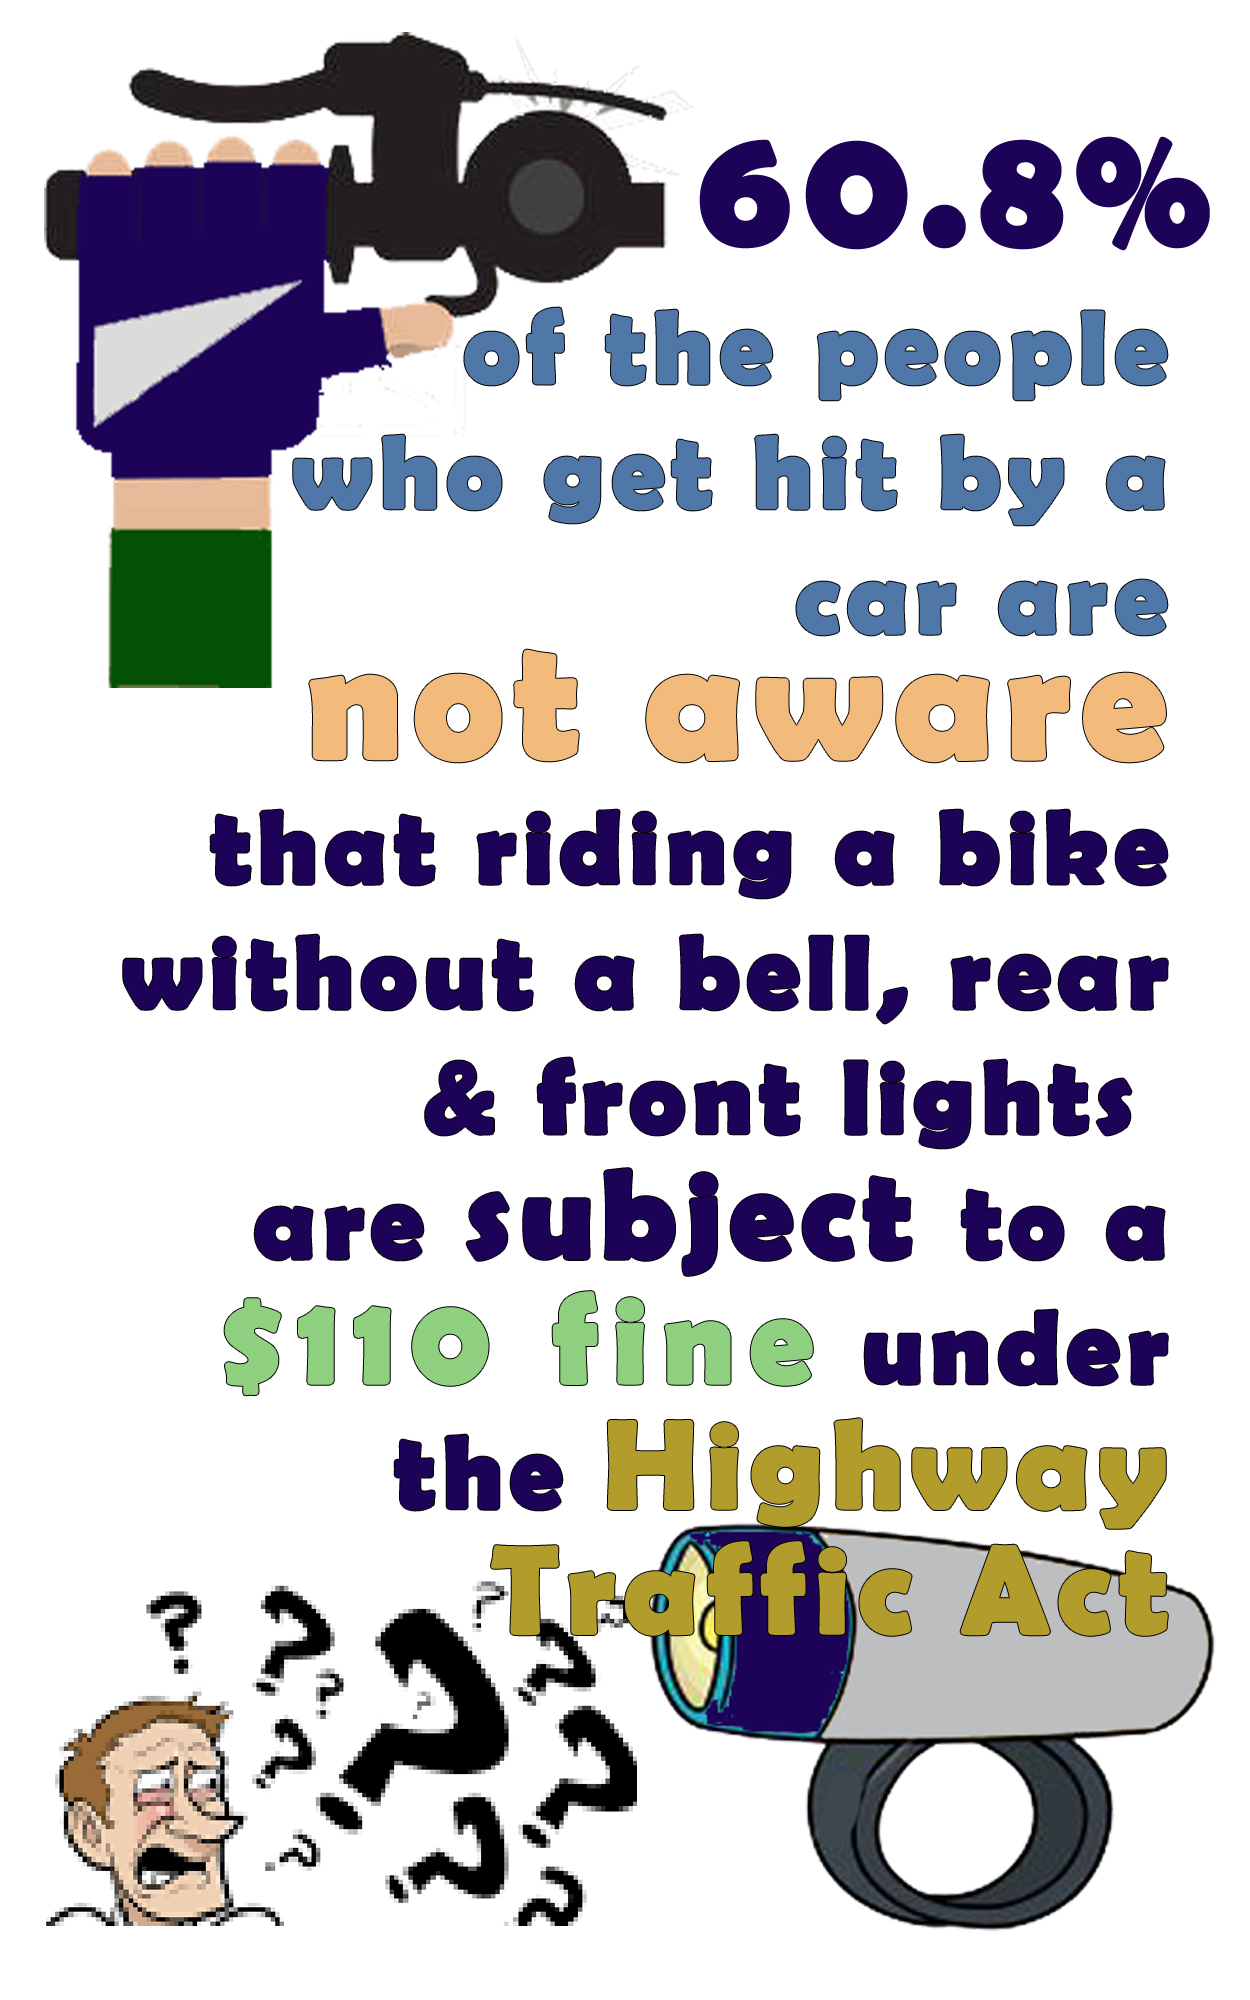 60.8%
of the people
who get hit by a
car are
not aware
that riding a bike
without a bell, rear
& front lights
are subject to a
$110 fine under
the Highway
Traffic Act
? ? ? ? ? ? ? ? ? ? ? ? ?